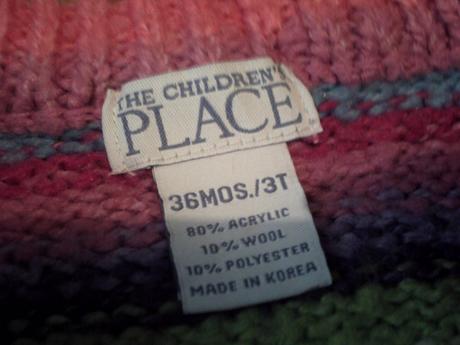 THE CHILDREN'S
PLACE
36MOS./3T
80% ACRYLIC
10% WOOL
10% POLYESTER
MADE IN KOREA